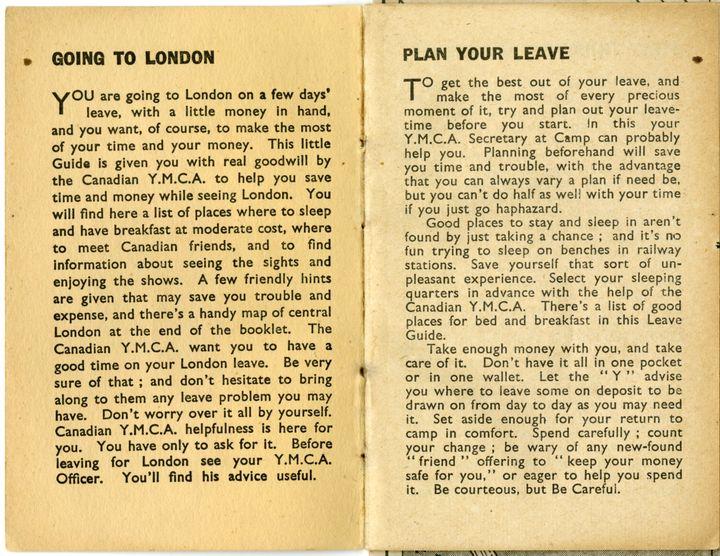 GOING TO LONDON
YOU are going to London on a few days'
leave, with a little money in hand,
and you want, of course, to make the most
of your time and your money. This little
Guide is given you with real goodwill by
the Canadian Y.M.C.A. to help you save
time and money while seeing London. You
will find here a list of places where to sleep
and have breakfast at moderate cost, where
to meet Canadian friends, and to find
information about seeing the sights and
enjoying the shows. A few friendly hints
are given that may save you trouble and
expense, and there's a handy map of central
London at the end of the booklet. The
Canadian Y.M.C.A. want you to have a
good time on your London leave. Be very
sure of that ; and don't hesitate to bring
along to them any leave problem you may
have. Don't worry over it all by yourself.
Canadian Y.M.C.A. helpfulness is here for
you. You have only to ask for it. Before
leaving for London see your Y.M.C.A.
Officer. You'll find his advice useful.
PLAN YOUR LEAVE
TO get the best out of your leave, and
make the most of every precious
moment of it, try and plan out your leave-
time before you start. In this your
Y.M.C.A. Secretary at Camp can probably
help you. Planning beforehand will save
you time and trouble, with the advantage
that you can always vary a plan if need be,
but you can't do half as well with your time
if you just go haphazard.
Good places to stay and sleep in aren't
found by just taking a chance ; and it's no
fun trying to sleep on benches in railway
stations. Save yourself that sort of un-
pleasant experience. Select your sleeping
quarters in advance with the help of the
Canadian Y.M.C.A. There's a list of good
places for bed and breakfast in this Leave
Guide.
Take enough money with you, and take
care of it. Don't have it all in one pocket
or in one wallet. Let the "Y" advise
you where to leave some on deposit to be
drawn on from day to day as you may need
it. Set aside enough for your return to
camp in comfort. Spend carefully ; count
your change ; be wary of any new-found
"friend" offering to "keep your money
safe for you," or eager to help you spend
it. Be courteous, but Be Careful.